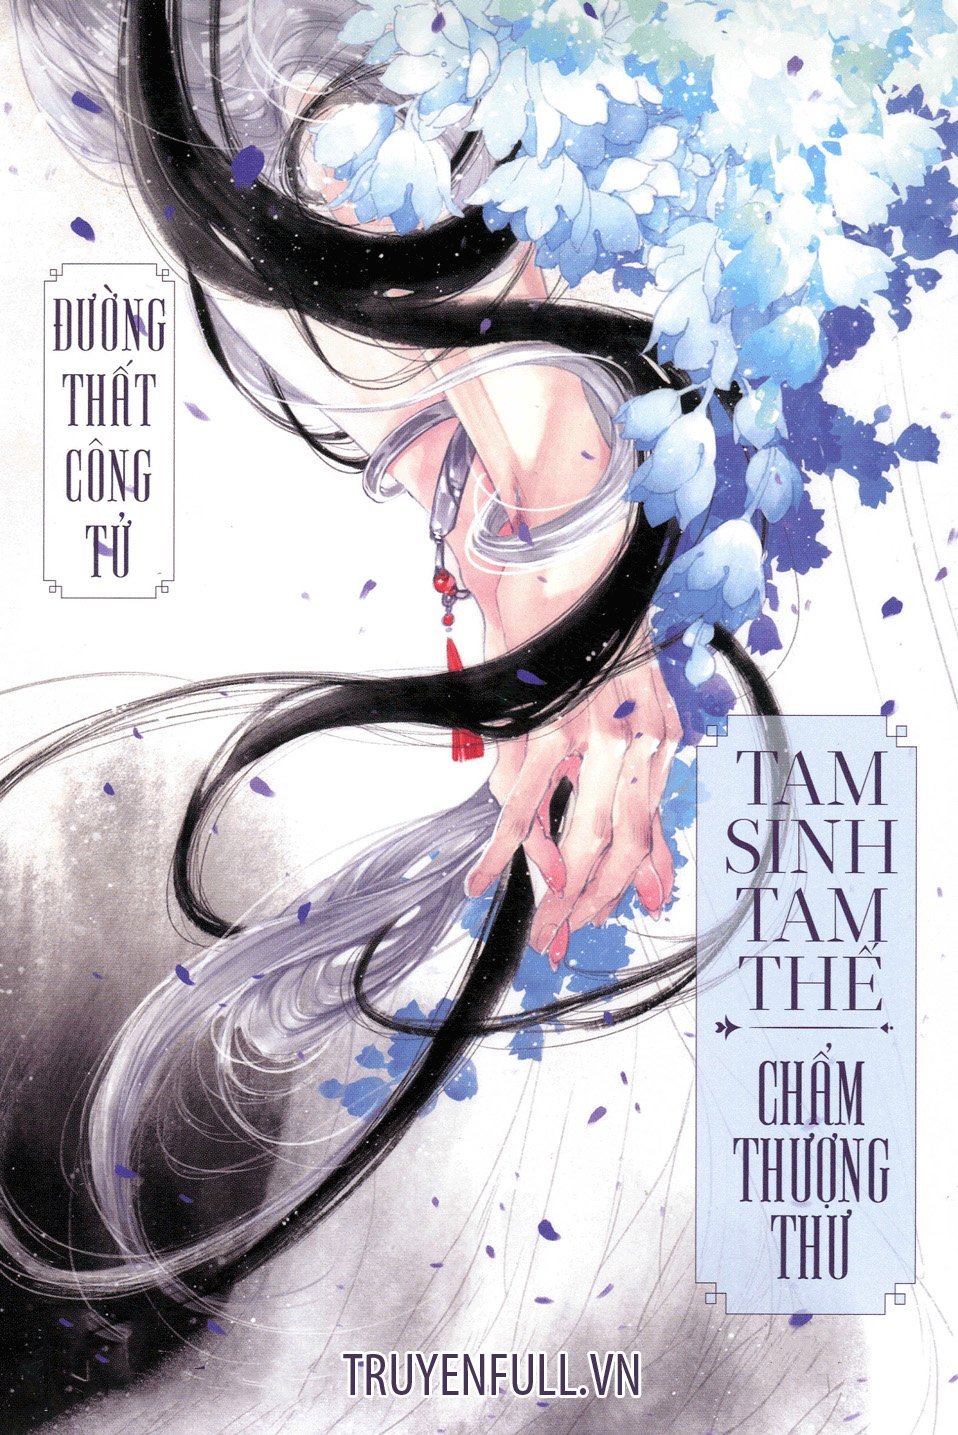 ĐƯỜNG
THẤT
CÔNG
TỬ
TAM
SINH
TAM
THẾ
CHẨM
THƯỢNG
THƯ
TRUYENFULL.VN